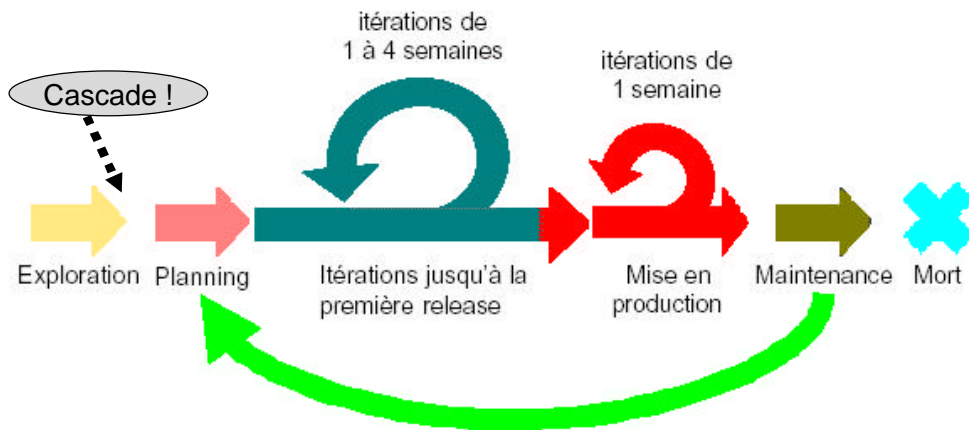 itérations de
1 à 4 semaines
itérations de
1 semaine
Cascade !
Exploration
Planning
Itérations jusqu'à la
première release
Mise en
production
Maintenance
Mort